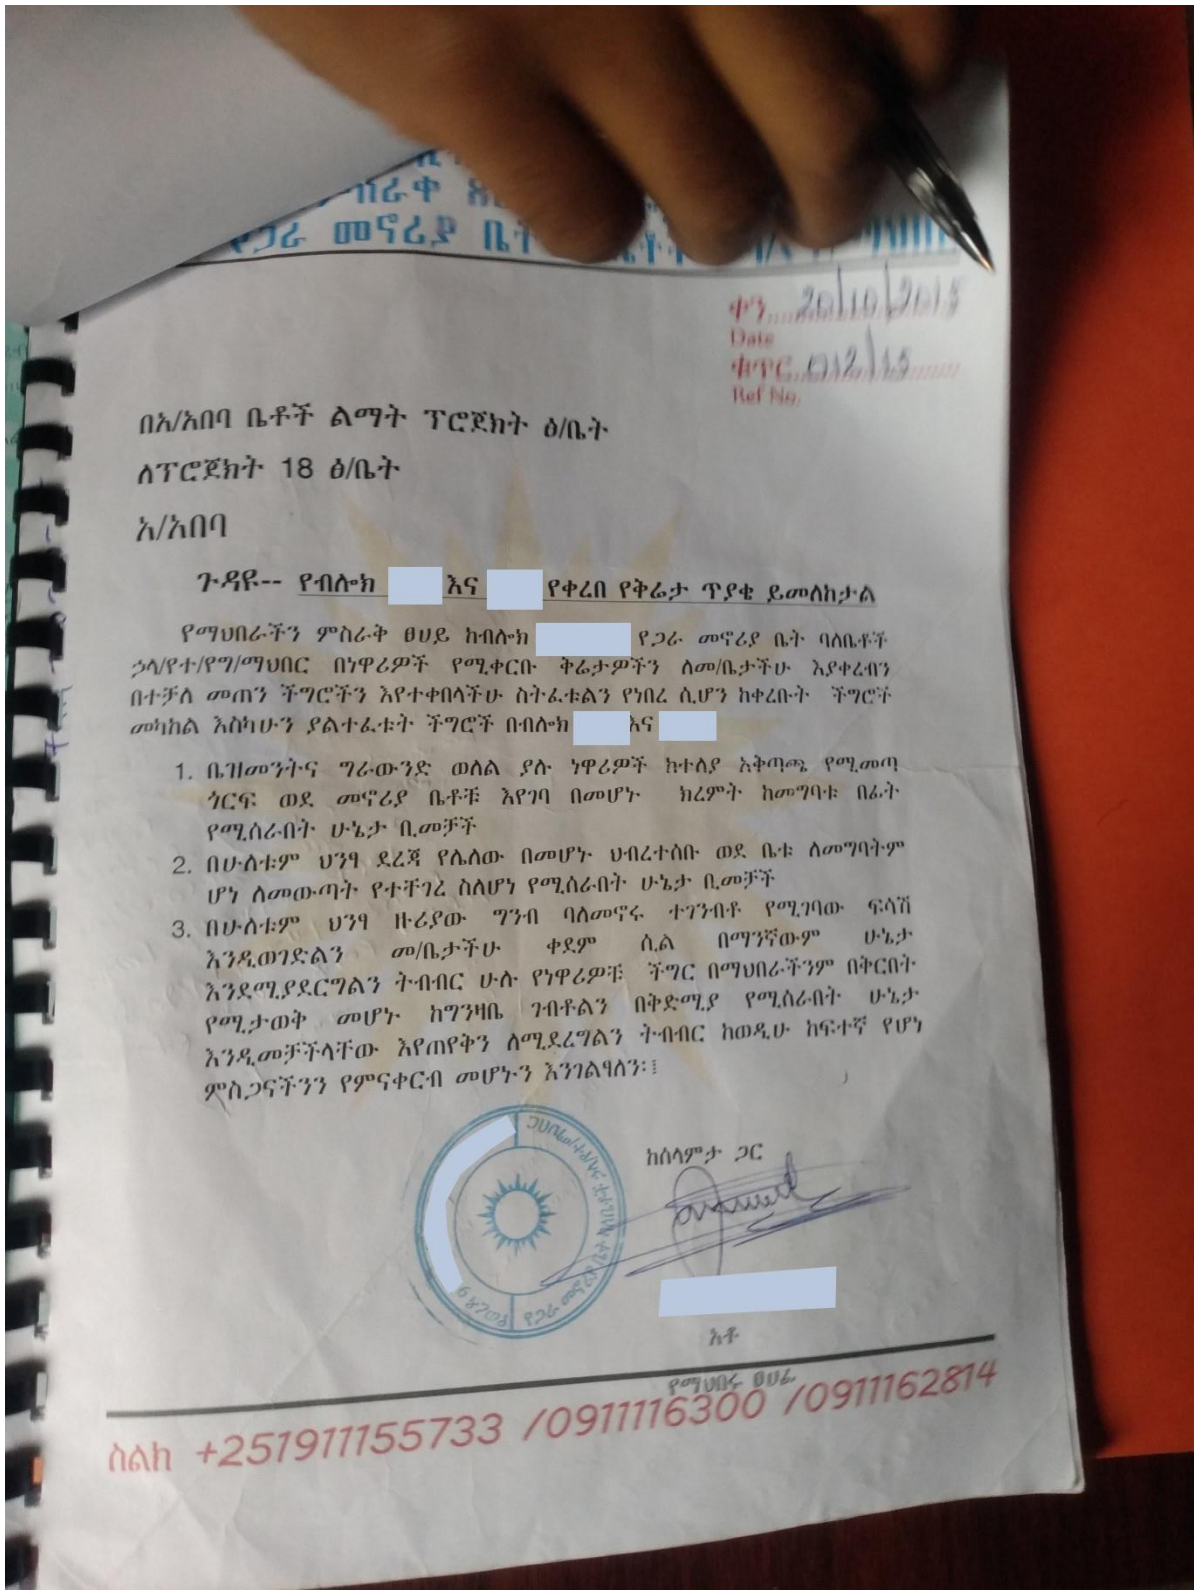 የጋራ መኖሪያ
ቀን 20/10/2015
Date
ቁጥር 012/15
Ref No.
በአ/አበባ ቤቶች ልማት ፕሮጀክት ፅ/ቤት
ለፕሮጀክት 18 ፅ/ቤት
አ/አበባ
ጉዳዩ-- የብሎክ እና የቀረበ የቅሬታ ጥያቄ ይመለከታል
የማህበራችን ምስራቅ ፀሀይ ከብሎክ የጋራ መኖሪያ ቤት ባለቤቶች
ኃላ/የተ/የግ/ማህበር በነዋሪዎች የሚቀርቡ ቅሬታዎችን ለመ/ቤታችሁ እያቀረብን
በተቻለ መጠን ችግሮችን እየተቀበላችሁ ስትፈቱልን የነበረ ሲሆን ከቀረቡት ችግሮች
መካከል እስካሁን ያልተፈቱት ችግሮች በብሎክ እና
1. ቤዝመንትና ግራውንድ ወለል ያሉ ነዋሪዎች ከተለያ አቅጣጫ የሚመጣ
ጎርፍ ወደ መኖሪያ ቤቶቹ እየገባ በመሆኑ ክረምት ከመግባቱ በፊት
የሚሰራበት ሁኔታ ቢመቻች
2. በሁለቱም ህንፃ ደረጃ የሌለው በመሆኑ ህብረተሰቡ ወደ ቤቱ ለመግባትም
ሆነ ለመውጣት የተቸገረ ስለሆነ የሚሰራበት ሁኔታ ቢመቻች
3. በሁለቱም ህንፃ ዙሪያው ግንብ ባለመኖሩ ተገንብቶ የሚገባው ፍሳሽ
እንዲወገድልን መ/ቤታችሁ ቀደም ሲል በማንኛውም ሁኔታ
እንደሚያደርግልን ትብብር ሁሉ የነዋሪዎቹ ችግር በማህበራችንም በቅርበት
የሚታወቅ መሆኑ ከግንዛቤ ገብቶልን በቅድሚያ የሚሰራበት ሁኔታ
እንዲመቻችላቸው እየጠየቅን ለሚደረግልን ትብብር ከወዲሁ ከፍተኛ የሆነ
ምስጋናችንን የምናቀርብ መሆኑን እንገልፃለን፡፤
ከሰላምታ ጋር
አቶ
የማህበሩ ፀሀፊ
ስልክ +251911155733 /0911116300 /0911162814